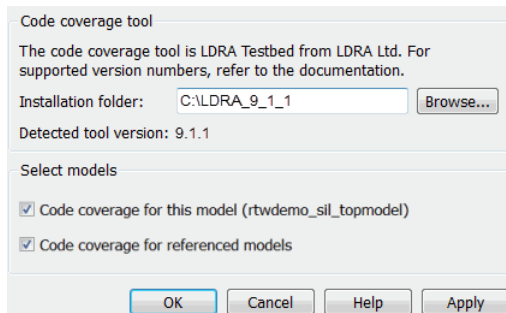 Code coverage tool
The code coverage tool is LDRA Testbed from LDRA Ltd. For
supported version numbers, refer to the documentation.
Installation folder: C:\LDRA_9_1_1 Browse...
Detected tool version: 9.1.1
Select models
Code coverage for this model (rtwdemo_sil_topmodel)
Code coverage for referenced models
OK Cancel Help Apply